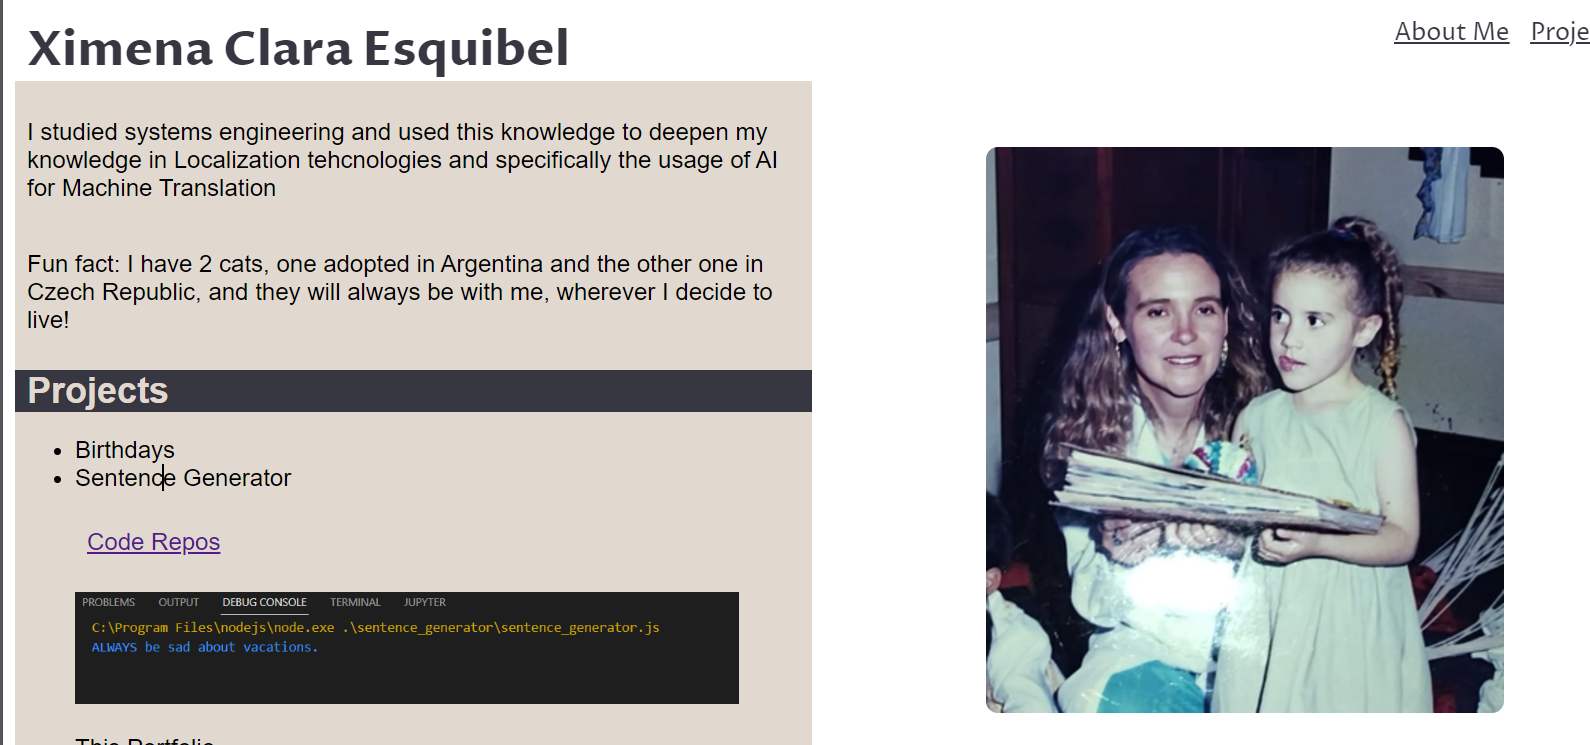 Ximena Clara Esquibel
About Me Proje
I studied systems engineering and used this knowledge to deepen my
knowledge in Localization tehcnologies and specifically the usage of AI
for Machine Translation
Fun fact: I have 2 cats, one adopted in Argentina and the other one in
Czech Republic, and they will always be with me, wherever I decide to
live!
Projects
Birthdays
Sentence Generator
Code Repos
PROBLEMS OUTPUT DEBUG CONSOLE TERMINAL JUPYTER
C:\Program Files\nodejs\node.exe .\sentence_generator\sentence_generator.js
ALWAYS be sad about vacations.
This Portfolio